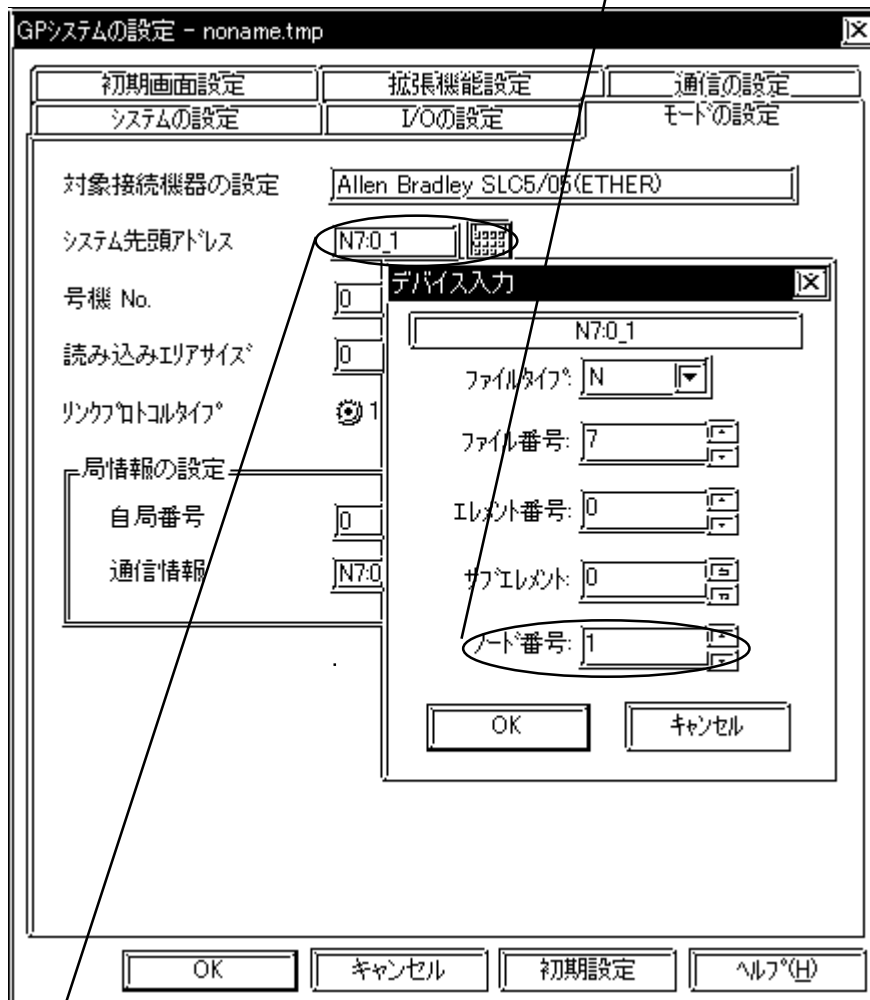 GPシステムの設定 - noname.tmp
初期画面設定 拡張機能設定 通信の設定
システムの設定 I/Oの設定 モードの設定
対象接続機器の設定 Allen Bradley SLC5/05(ETHER)
システム先頭アドレス N7:0_1
号機 No. 0
読み込みエリアサイズ 0
リンクプロトコルタイプ 1
局情報の設定
自局番号 0
通信情報 N7:0
デバイス入力
N7:0_1
ファイルタイプ: N
ファイル番号: 7
エレメント番号: 0
サブエレメント: 0
ノード番号: 1
OK キャンセル
OK キャンセル 初期設定 ヘルプ(H)